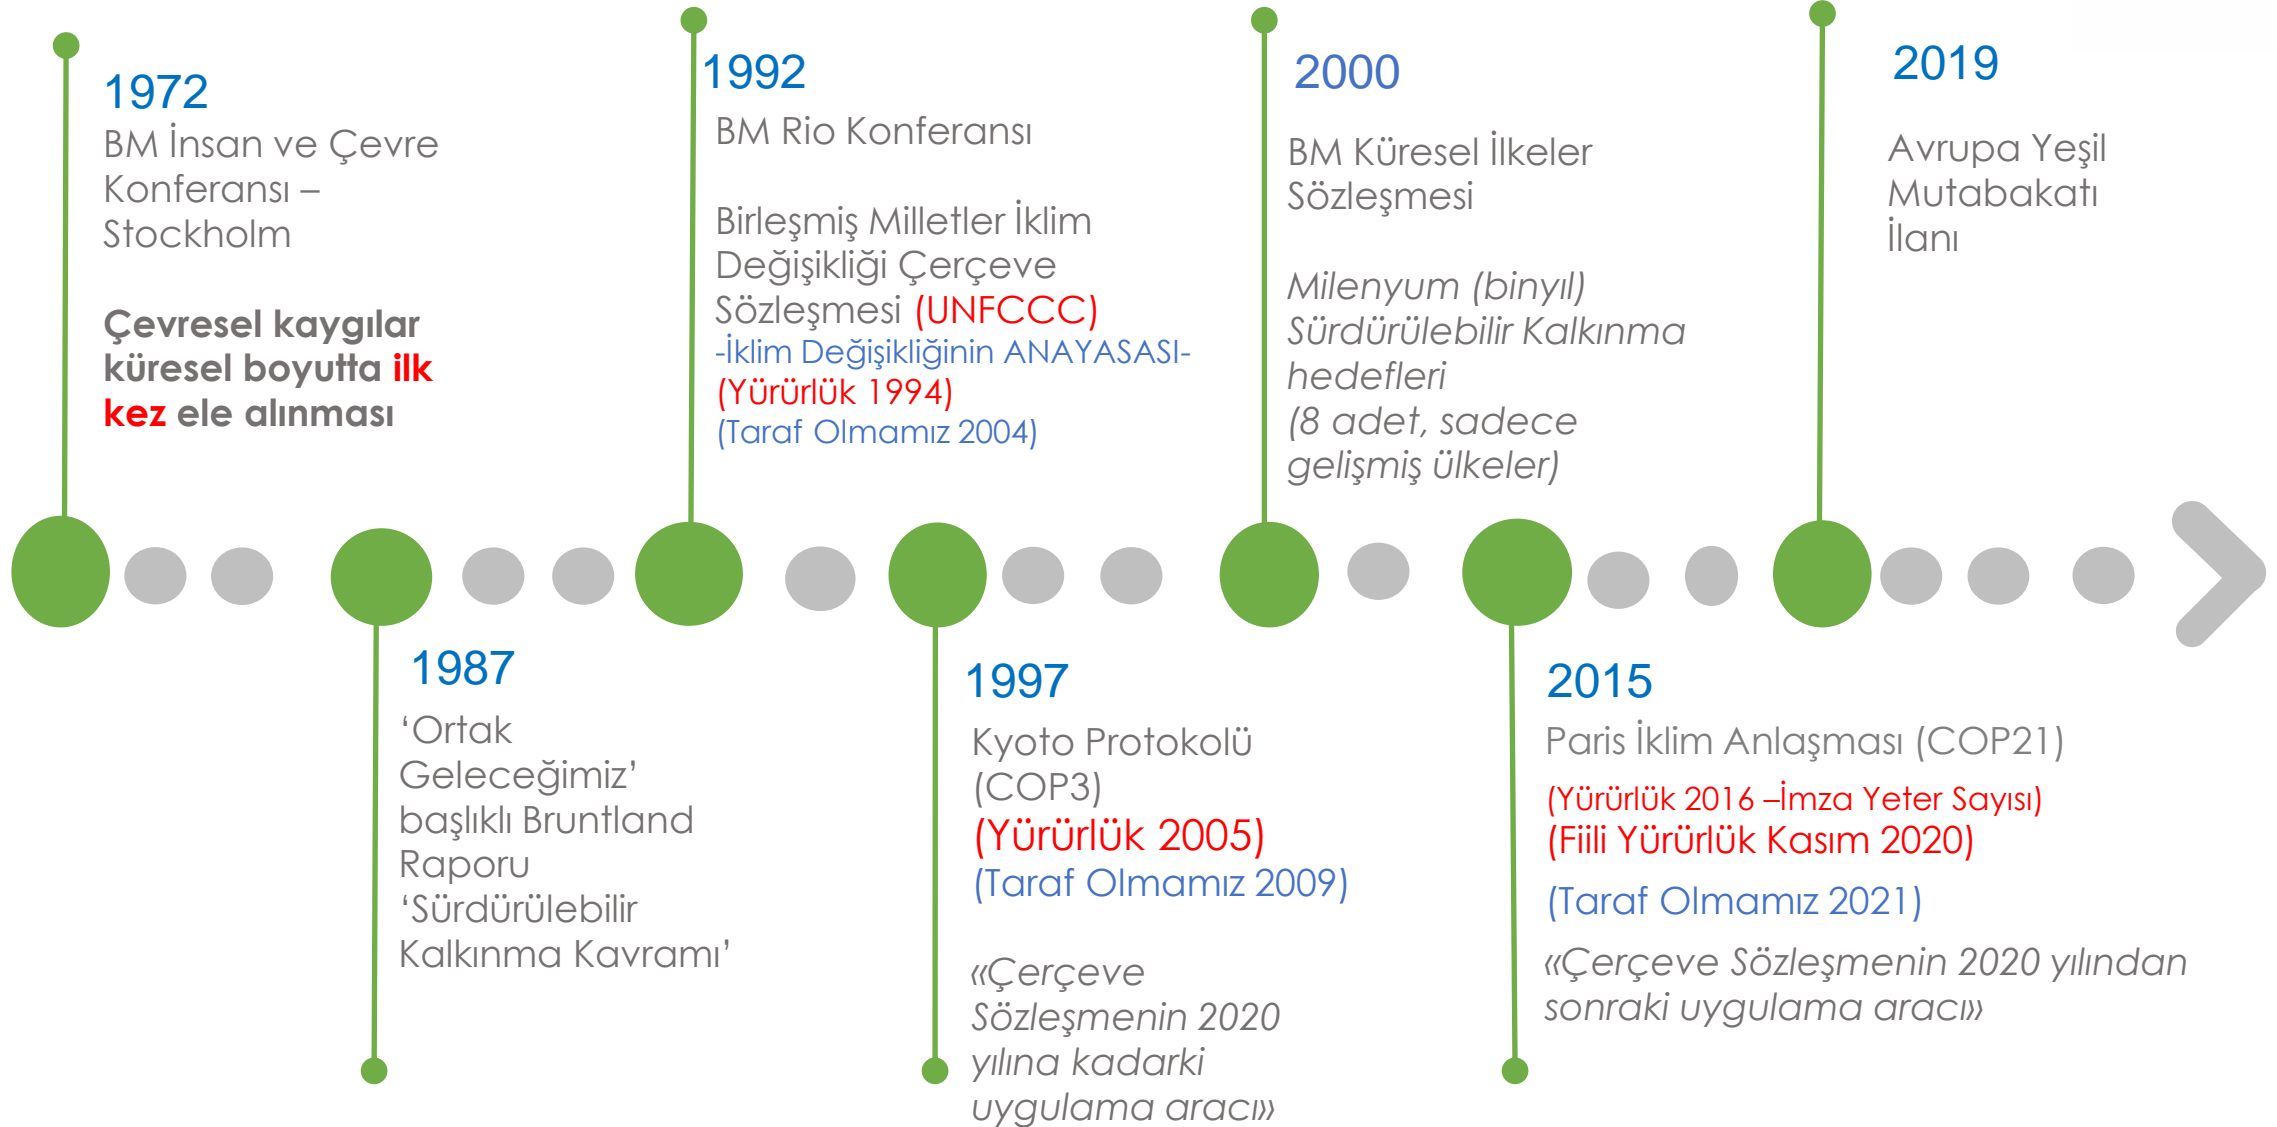 1972
BM İnsan ve Çevre
Konferansı –
Stockholm
Çevresel kaygılar
küresel boyutta ilk
kez ele alınması
1987
‘Ortak
Geleceğimiz’
başlıklı Bruntland
Raporu
‘Sürdürülebilir
Kalkınma Kavramı’
1992
BM Rio Konferansı
Birleşmiş Milletler İklim
Değişikliği Çerçeve
Sözleşmesi (UNFCCC)
-İklim Değişikliğinin ANAYASASI-
(Yürürlük 1994)
(Taraf Olmamız 2004)
1997
Kyoto Protokolü
(COP3)
(Yürürlük 2005)
(Taraf Olmamız 2009)
«Çerçeve
Sözleşmenin 2020
yılına kadarki
uygulama aracı»
2000
BM Küresel İlkeler
Sözleşmesi
Milenyum (binyıl)
Sürdürülebilir Kalkınma
hedefleri
(8 adet, sadece
gelişmiş ülkeler)
2015
Paris İklim Anlaşması (COP21)
(Yürürlük 2016 –İmza Yeter Sayısı)
(Fiili Yürürlük Kasım 2020)
(Taraf Olmamız 2021)
«Çerçeve Sözleşmenin 2020 yılından
sonraki uygulama aracı»
2019
Avrupa Yeşil
Mutabakatı
İlanı